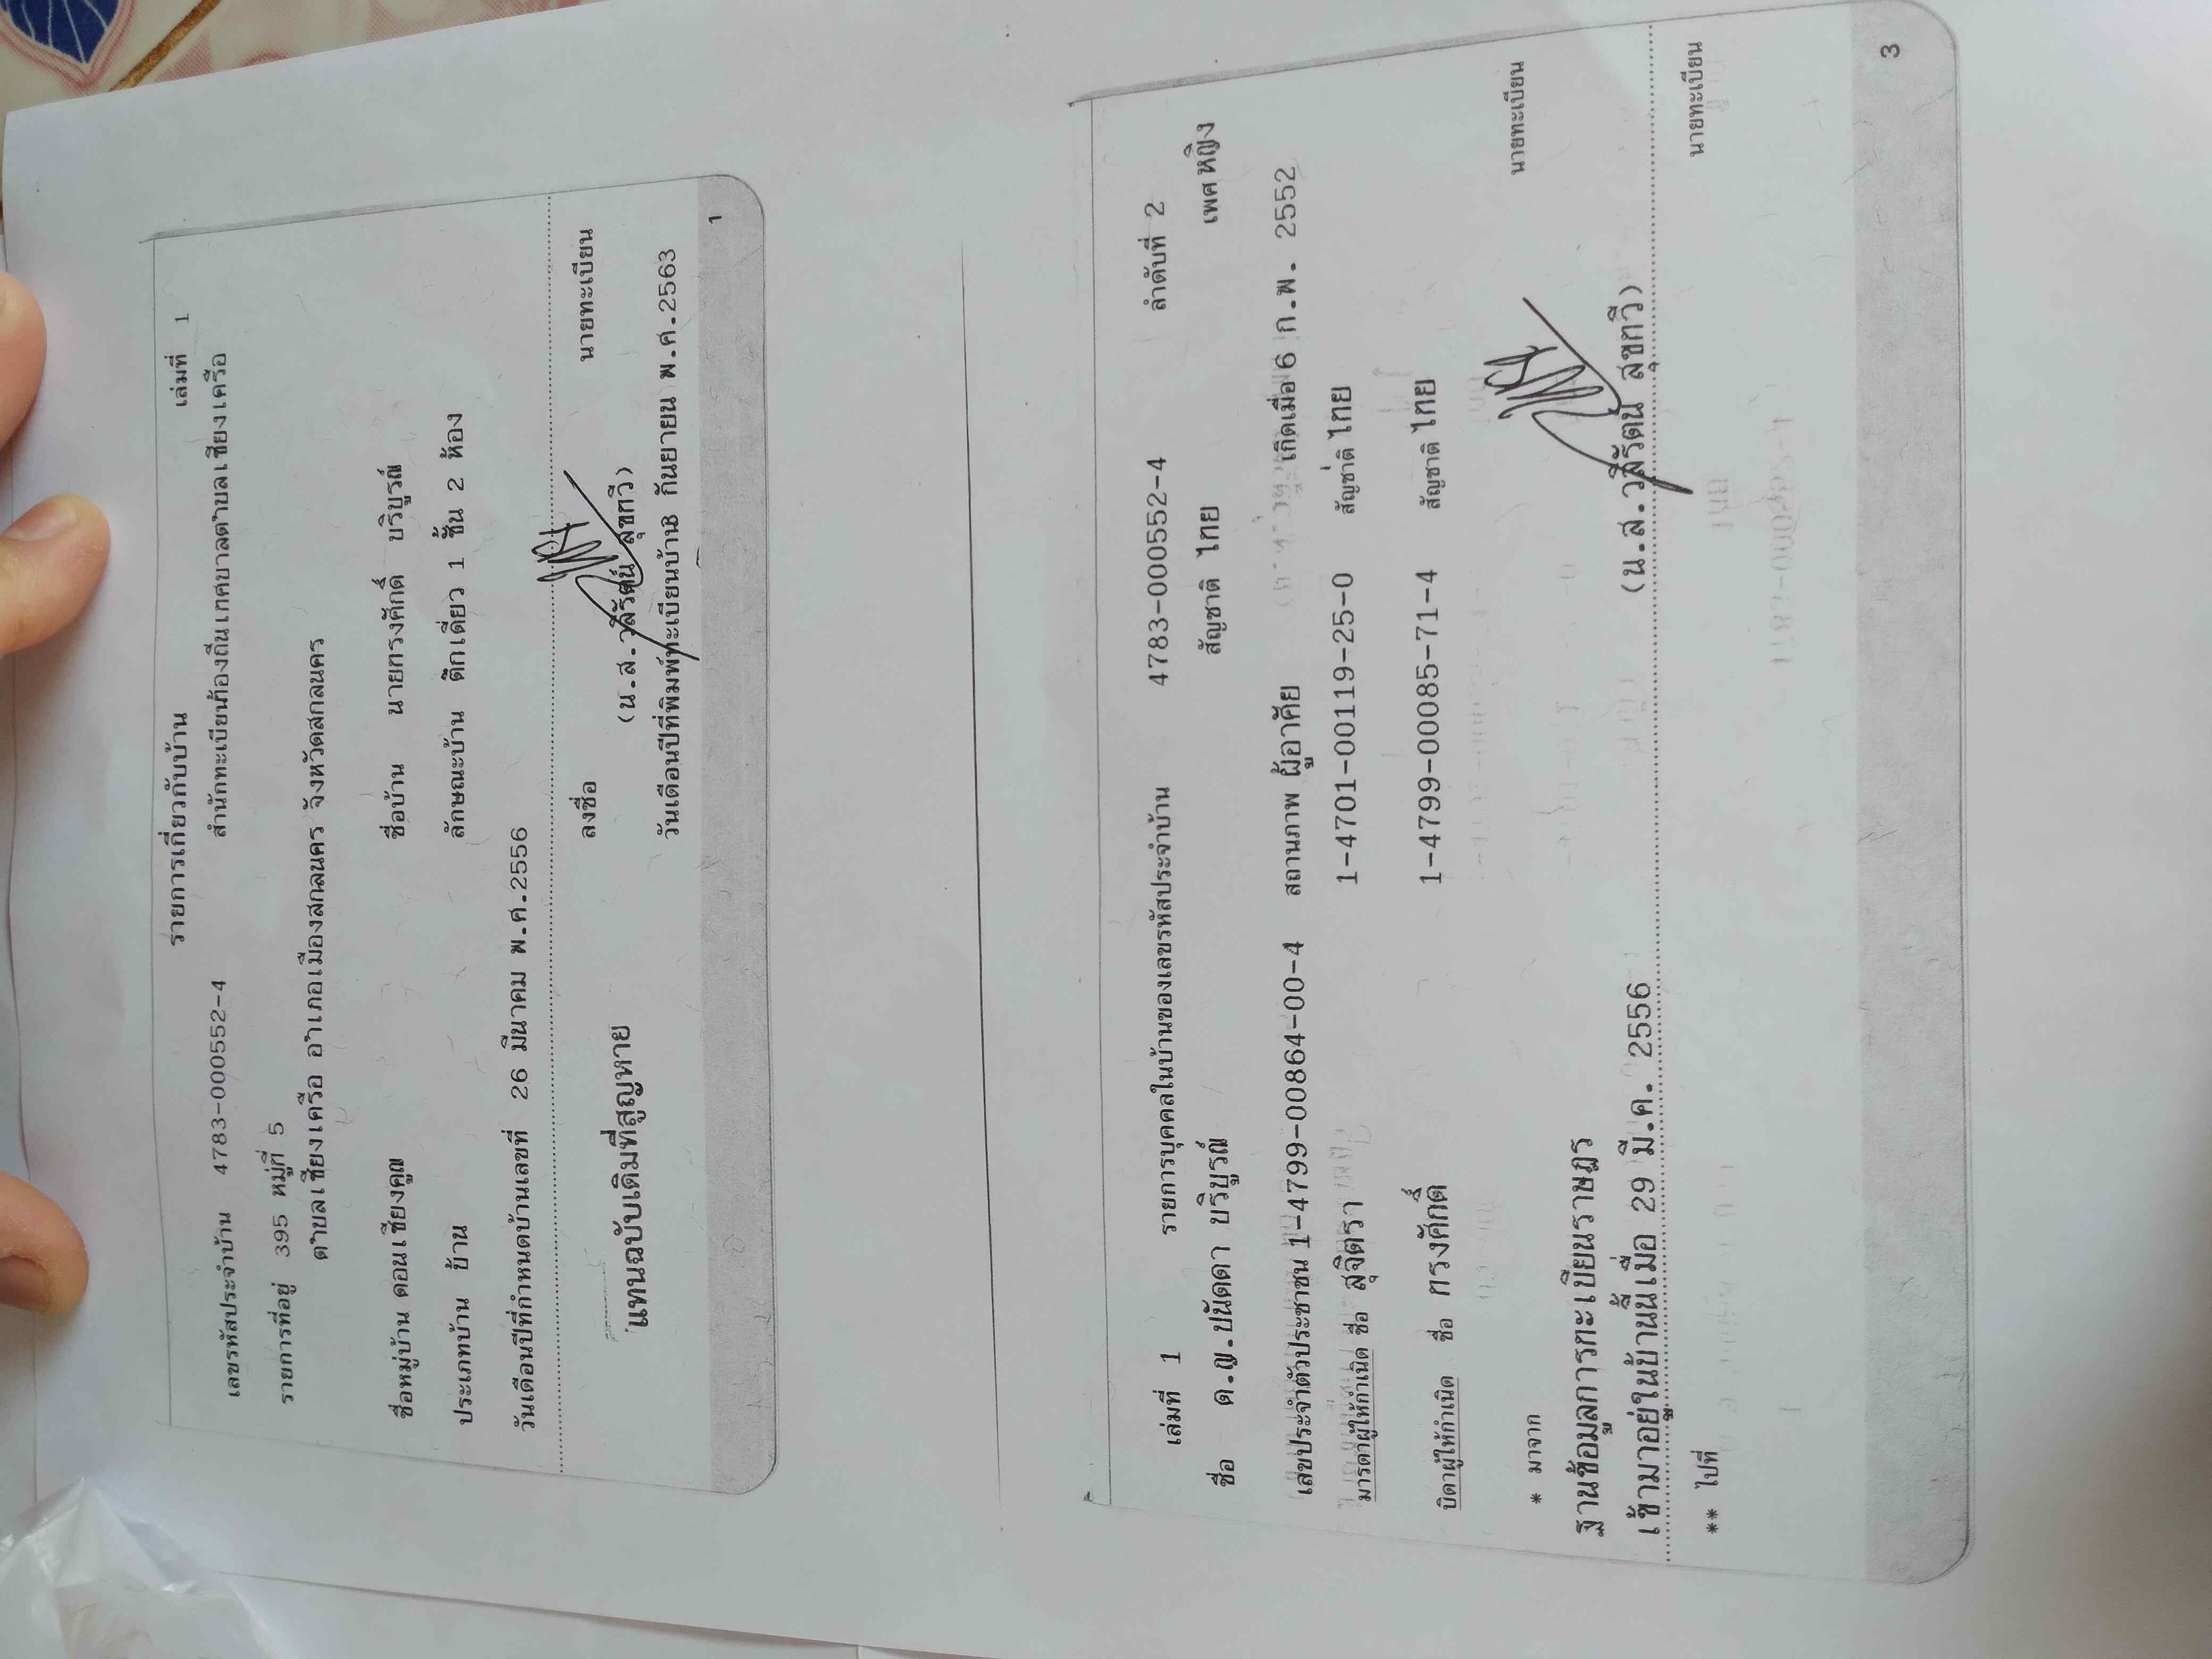 รายการเกี่ยวกับบ้าน เล่มที่ 1
เลขรหัสประจำบ้าน 4783-000552-4 สำนักทะเบียนท้องถิ่นเทศบาลตำบลเชียงเครือ
รายการที่อยู่ 395 หมู่ที่ 5
ตำบลเชียงเครือ อำเภอเมืองสกลนคร จังหวัดสกลนคร
ชื่อหมู่บ้าน ดอนเชียงคูณ ชื่อบ้าน นายทรงศักดิ์ บริบูรณ์
ประเภทบ้าน บ้าน ลักษณะบ้าน ตึกเดี่ยว 1 ชั้น 2 ห้อง
วันเดือนปีที่กำหนดบ้านเลขที่ 26 มีนาคม พ.ศ.2556
ลงชื่อ นายทะเบียน
แทนฉบับเดิมที่สูญหาย (น.ส.วลีรัตน์ สุขทวี)
วันเดือนปีที่พิมพ์ทะเบียนบ้าน8 กันยายน พ.ศ.2563
1
เล่มที่ 1 รายการบุคคลในบ้านของเลขรหัสประจำบ้าน 4783-000552-4 ลำดับที่ 2
ชื่อ ด.ญ.ปนัดดา บริบูรณ์ สัญชาติ ไทย เพศ หญิง
เลขประจำตัวประชาชน 1-4799-00864-00-4 สถานภาพ ผู้อาศัย เกิดเมื่อ 6 ก.พ. 2552
มารดาผู้ให้กำเนิด ชื่อ สุจิตรา 1-4701-00119-25-0 สัญชาติ ไทย
บิดาผู้ให้กำเนิด ชื่อ ทรงศักดิ์ 1-4799-00085-71-4 สัญชาติ ไทย
* มาจาก นายทะเบียน
ฐานข้อมูลการทะเบียนราษฎร
เข้ามาอยู่ในบ้านนี้เมื่อ 29 มี.ค. 2556 (น.ส.วลีรัตน์ สุขทวี)
** ไปที่ นายทะเบียน
3